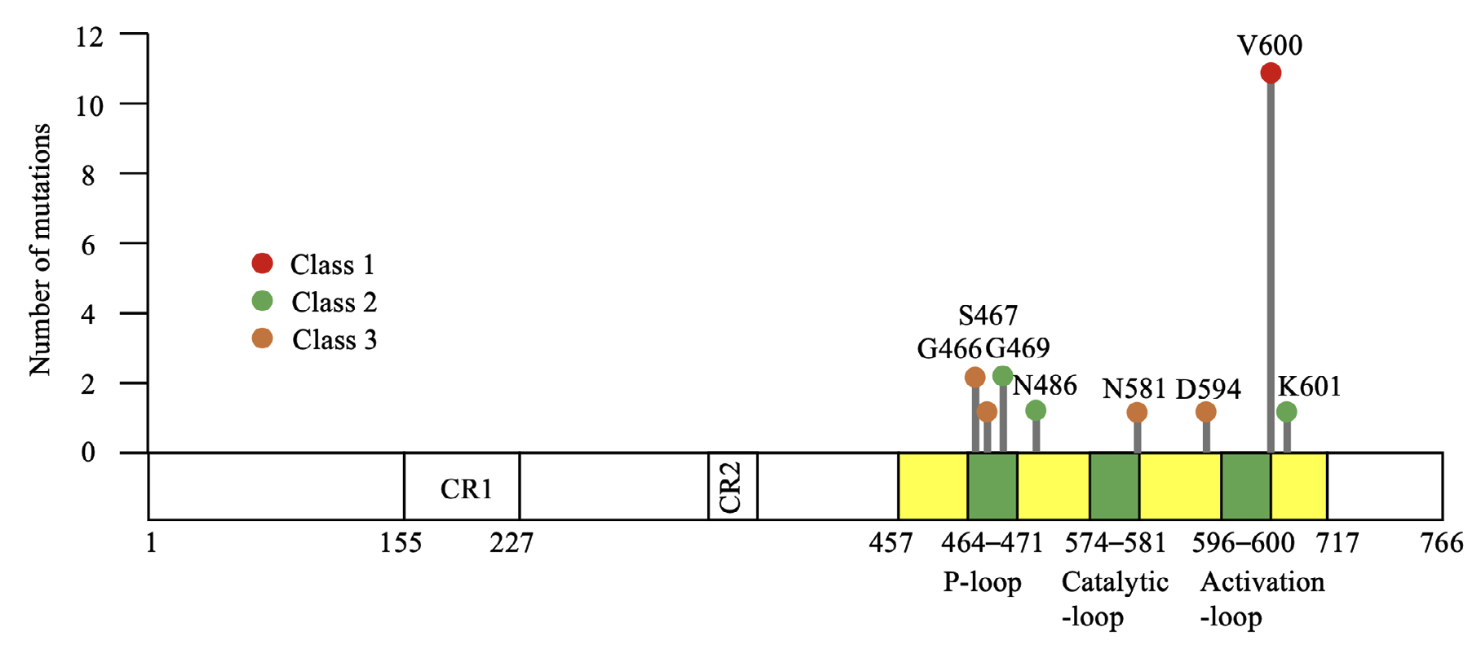 12
10
8
6
4
2
0
Number of mutations
Class 1
Class 2
Class 3
V600
S467
G466 G469
N486
N581
D594
K601
CR1
CR2
1
155
227
457
464–471
574–581
596–600
717
766
P-loop
Catalytic
-loop
Activation
-loop